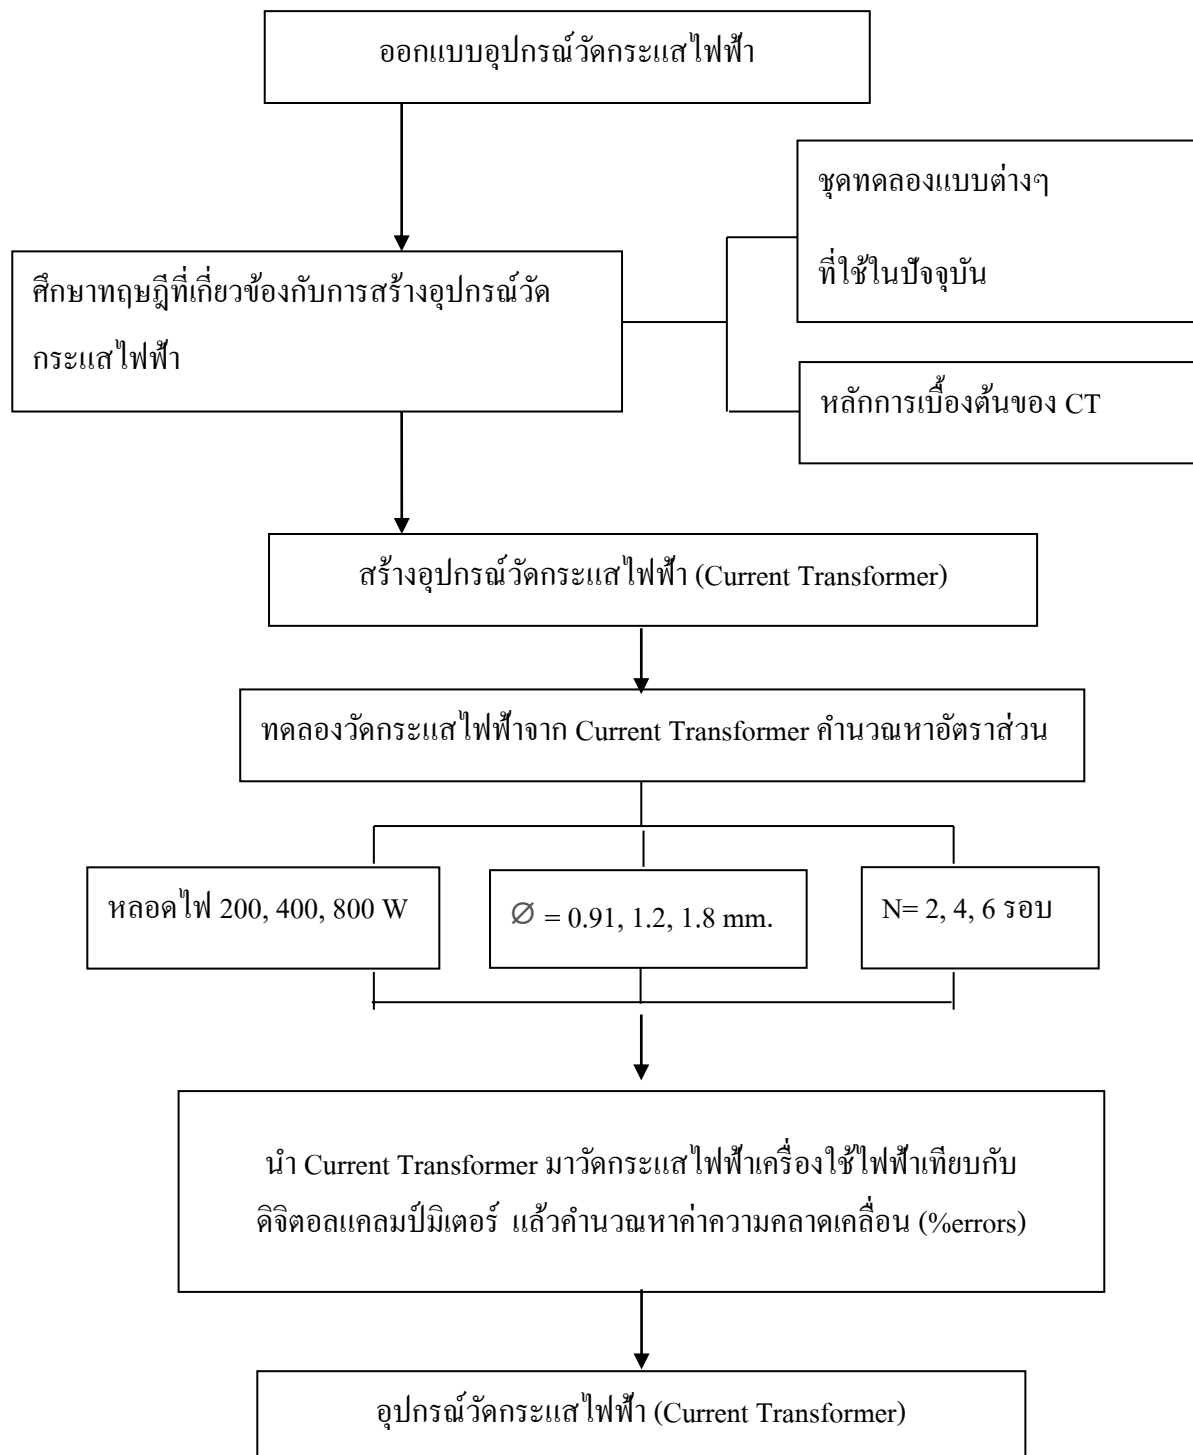 ออกแบบอุปกรณ์วัดกระแสไฟฟ้า
ชุดทดลองแบบต่างๆ
ที่ใช้ในปัจจุบัน
ศึกษาทฤษฎีที่เกี่ยวข้องกับการสร้างอุปกรณ์วัด
กระแสไฟฟ้า
หลักการเบื้องต้นของ CT
สร้างอุปกรณ์วัดกระแสไฟฟ้า (Current Transformer)
ทดลองวัดกระแสไฟฟ้าจาก Current Transformer คำนวณหาอัตราส่วน
หลอดไฟ 200, 400, 800 W
∅ = 0.91, 1.2, 1.8 mm.
N= 2, 4, 6 รอบ
นำ Current Transformer มาวัดกระแสไฟฟ้าเครื่องใช้ไฟฟ้าเทียบกับ
ดิจิตอลแคลมป์มิเตอร์ แล้วคำนวณหาค่าความคลาดเคลื่อน (%errors)
อุปกรณ์วัดกระแสไฟฟ้า (Current Transformer)